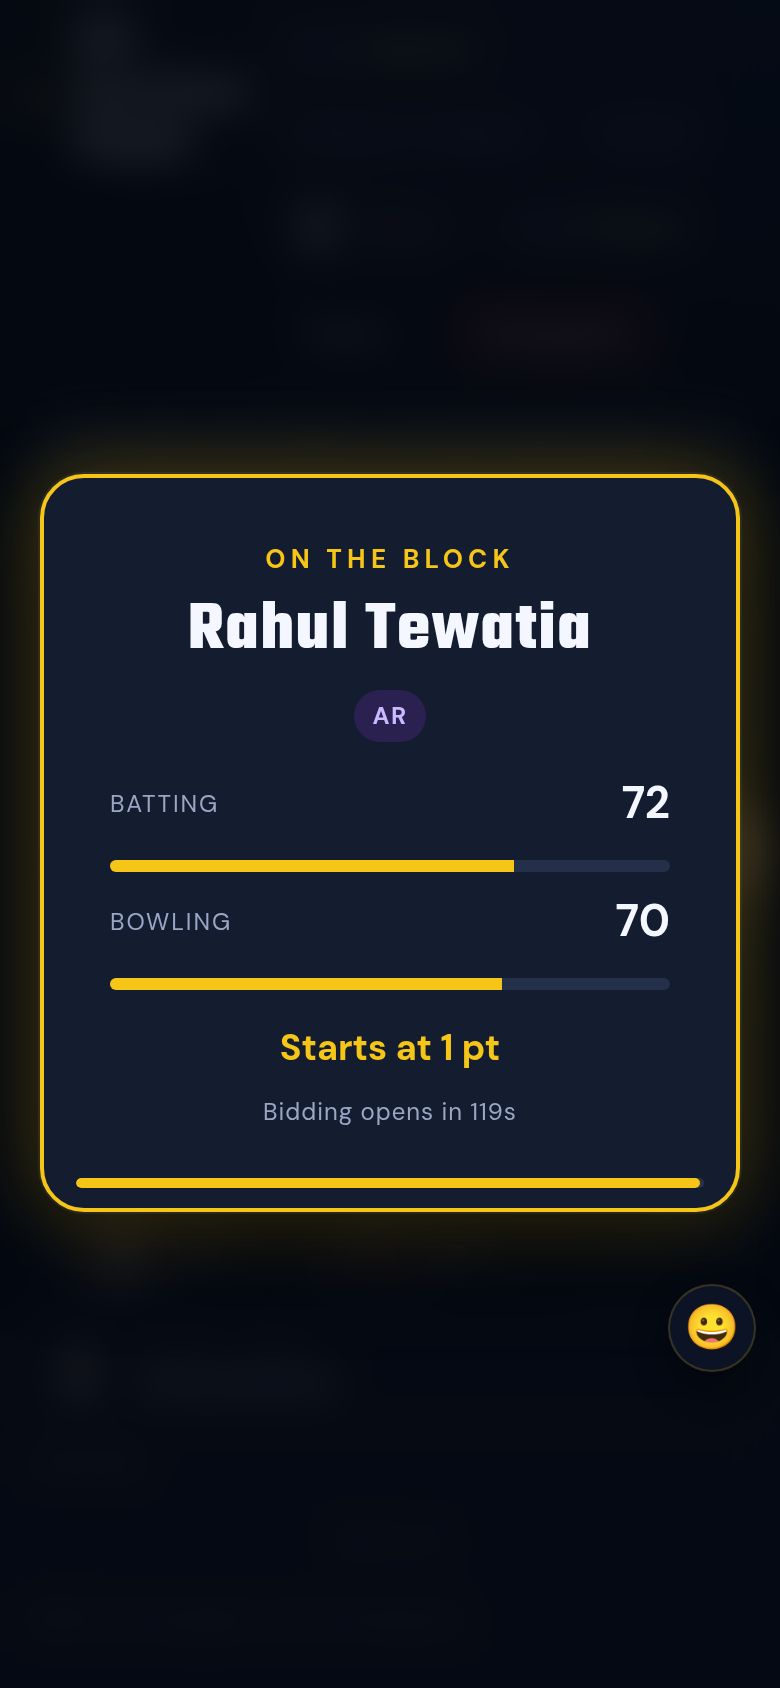 ON THE BLOCK
Rahul Tewatia
AR
BATTING 72
BOWLING 70
Starts at 1 pt
Bidding opens in 119s